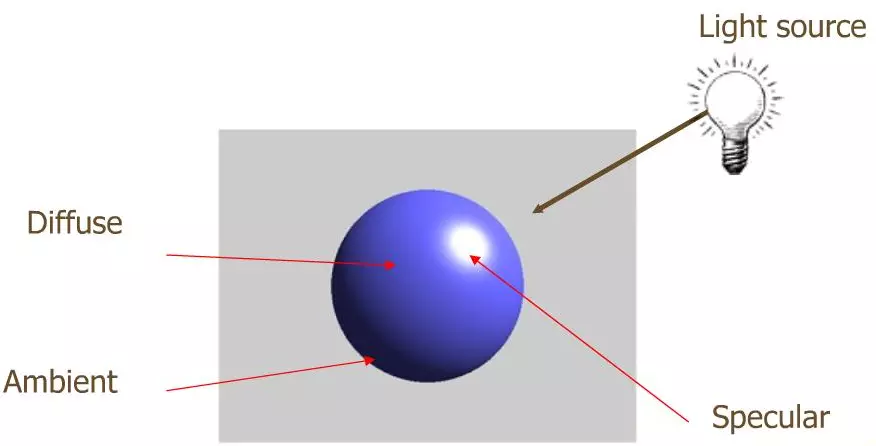 Light source
Diffuse
Ambient
Specular